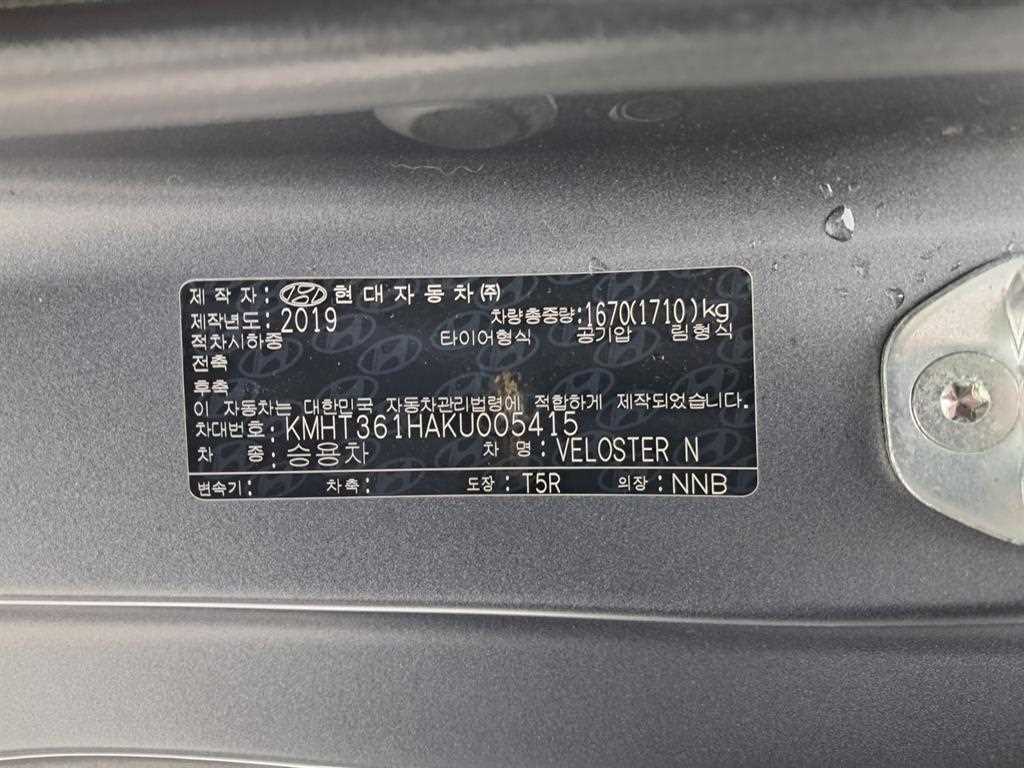 제 작 자: 현 대 자 동 차 ㈜
제작년도: 2019 차량총중량: 1670(1710)kg
적차시하중 타이어형식 공기압 림형식
전축
후축
이 자동차는 대한민국 자동차관리법령에 적합하게 제작되었습니다.
차대번호: KMHT361HAKU005415
차 종: 승용차 차 명: VELOSTER N
변속기: 차축: 도장: T5R 의장: NNB